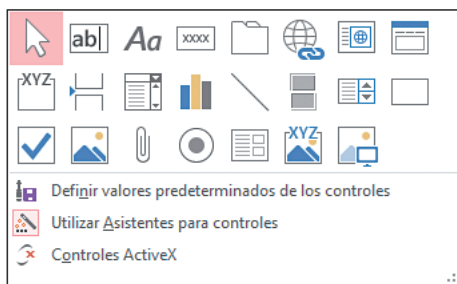 ab Aa xxxx
XYZ
XYZ
Definir valores predeterminados de los controles
Utilizar Asistentes para controles
Controles ActiveX